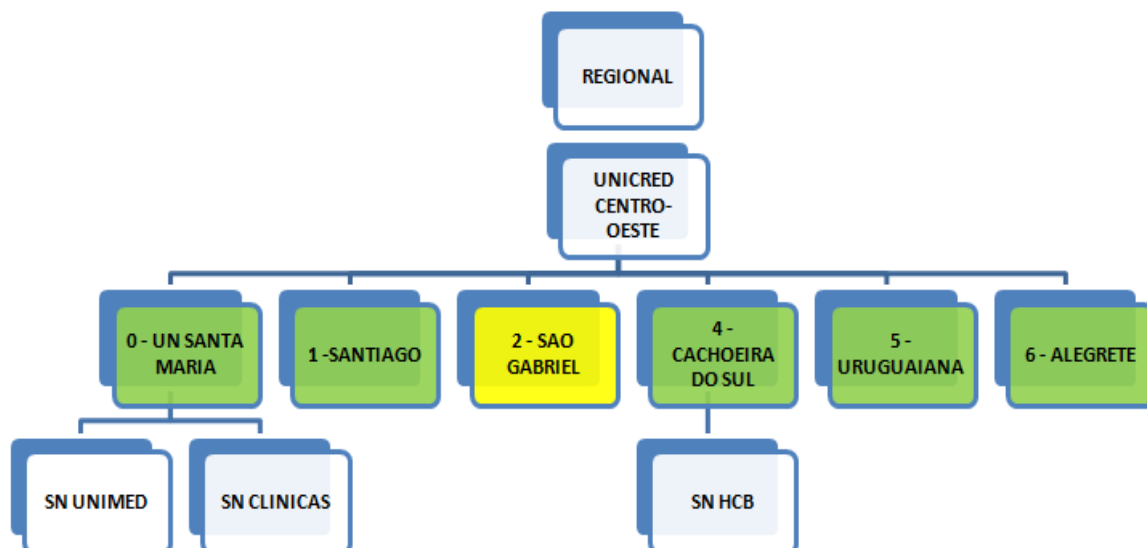 REGIONAL
UNICRED
CENTRO-
OESTE
0 - UN SANTA
MARIA
1 -SANTIAGO
2 - SAO
GABRIEL
4 -
CACHOEIRA
DO SUL
5 -
URUGUAIANA
6 - ALEGRETE
SN UNIMED
SN CLINICAS
SN HCB